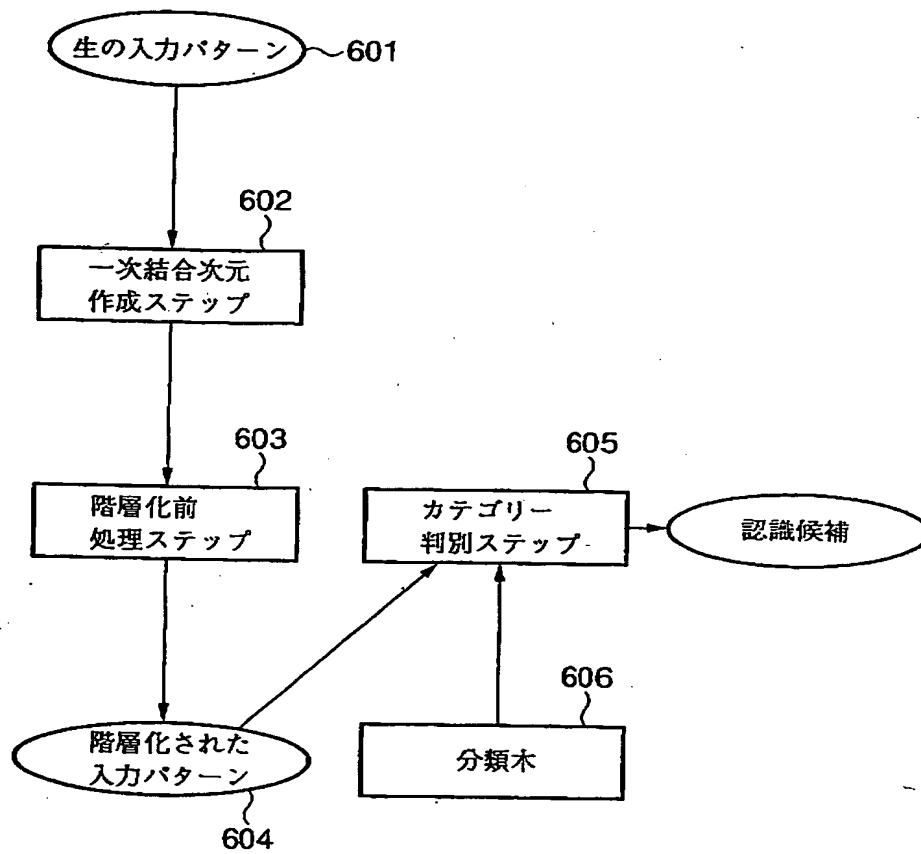 生の入力パターン
601
602
一次結合次元
作成ステップ
603
階層化前
処理ステップ
階層化された
入力パターン
604
605
カテゴリー
判別ステップ
認識候補
606
分類木